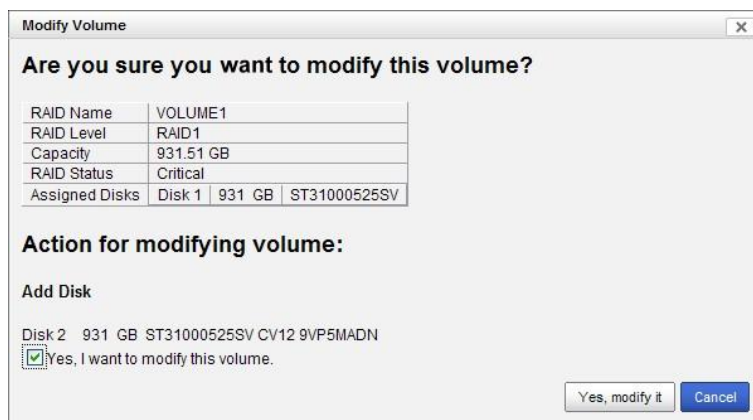 Modify Volume
Are you sure you want to modify this volume?
RAID Name VOLUME1
RAID Level RAID1
Capacity 931.51 GB
RAID Status Critical
Assigned Disks Disk 1 931 GB ST31000525SV
Action for modifying volume:
Add Disk
Disk 2 931 GB ST31000525SV CV12 9VP5MADN
Yes, I want to modify this volume.
Yes, modify it Cancel